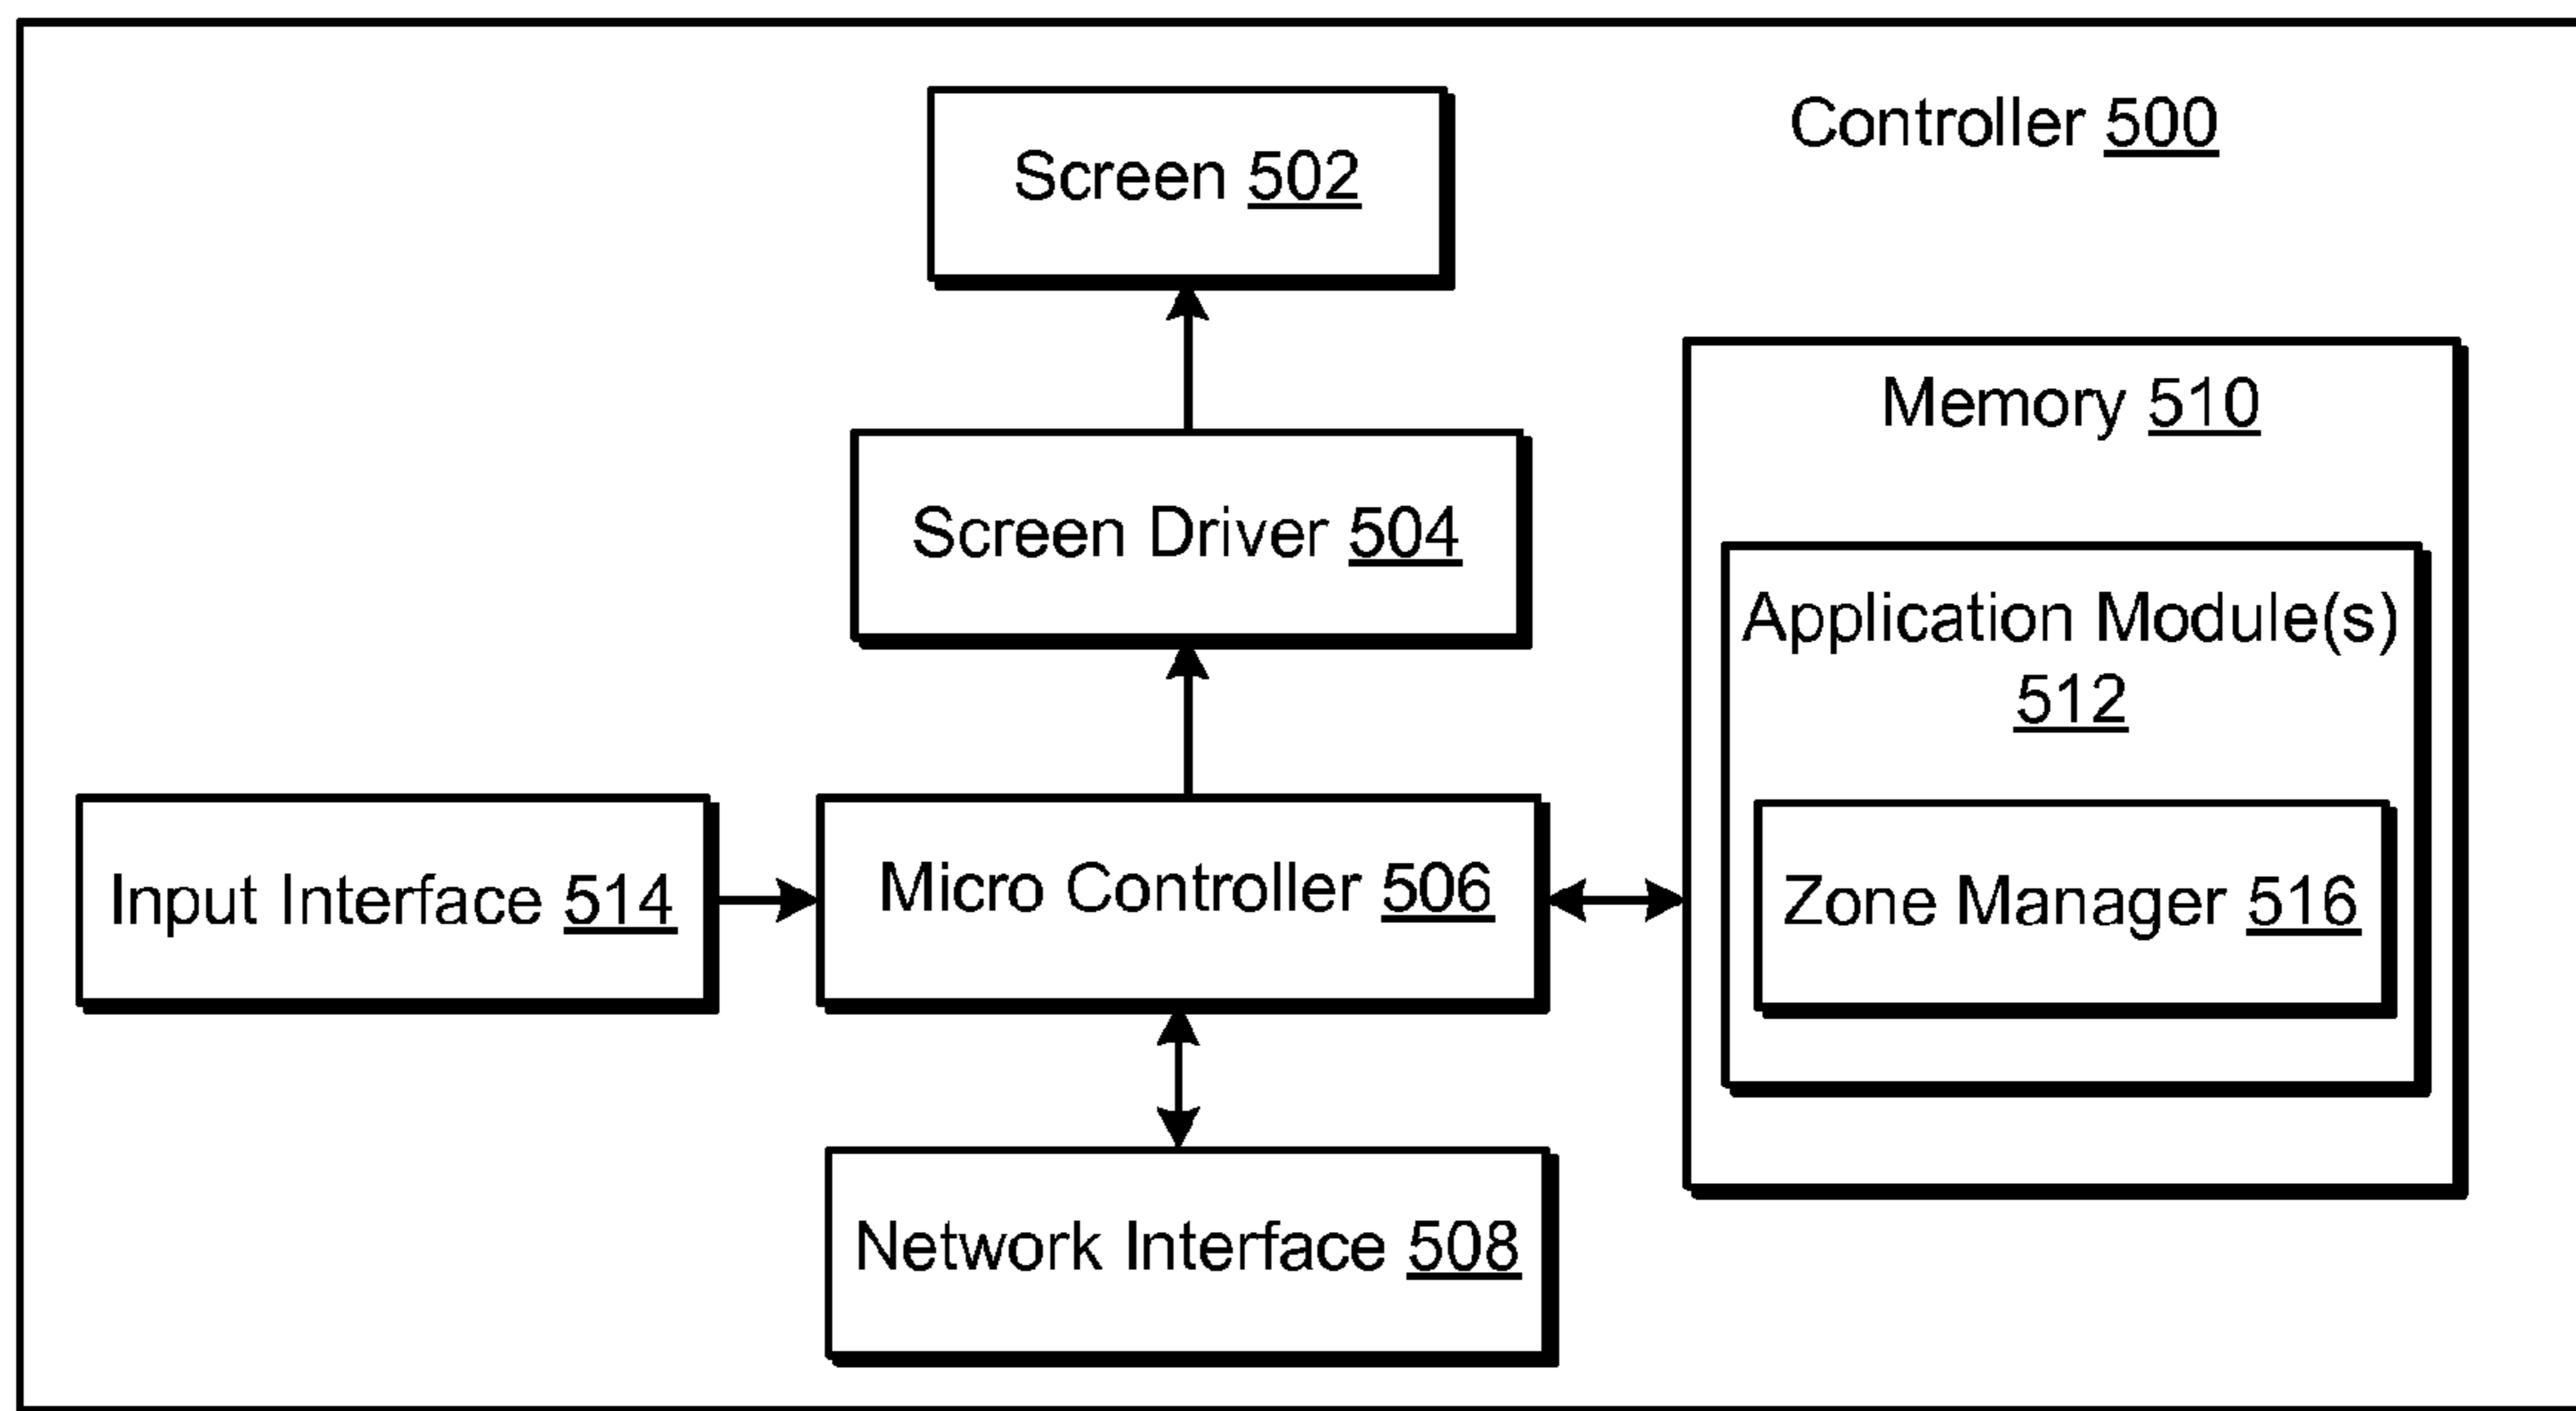 Controller 500
Screen 502
Memory 510
Screen Driver 504
Application Module(s)
512
Input Interface 514
Micro Controller 506
Zone Manager 516
Network Interface 508